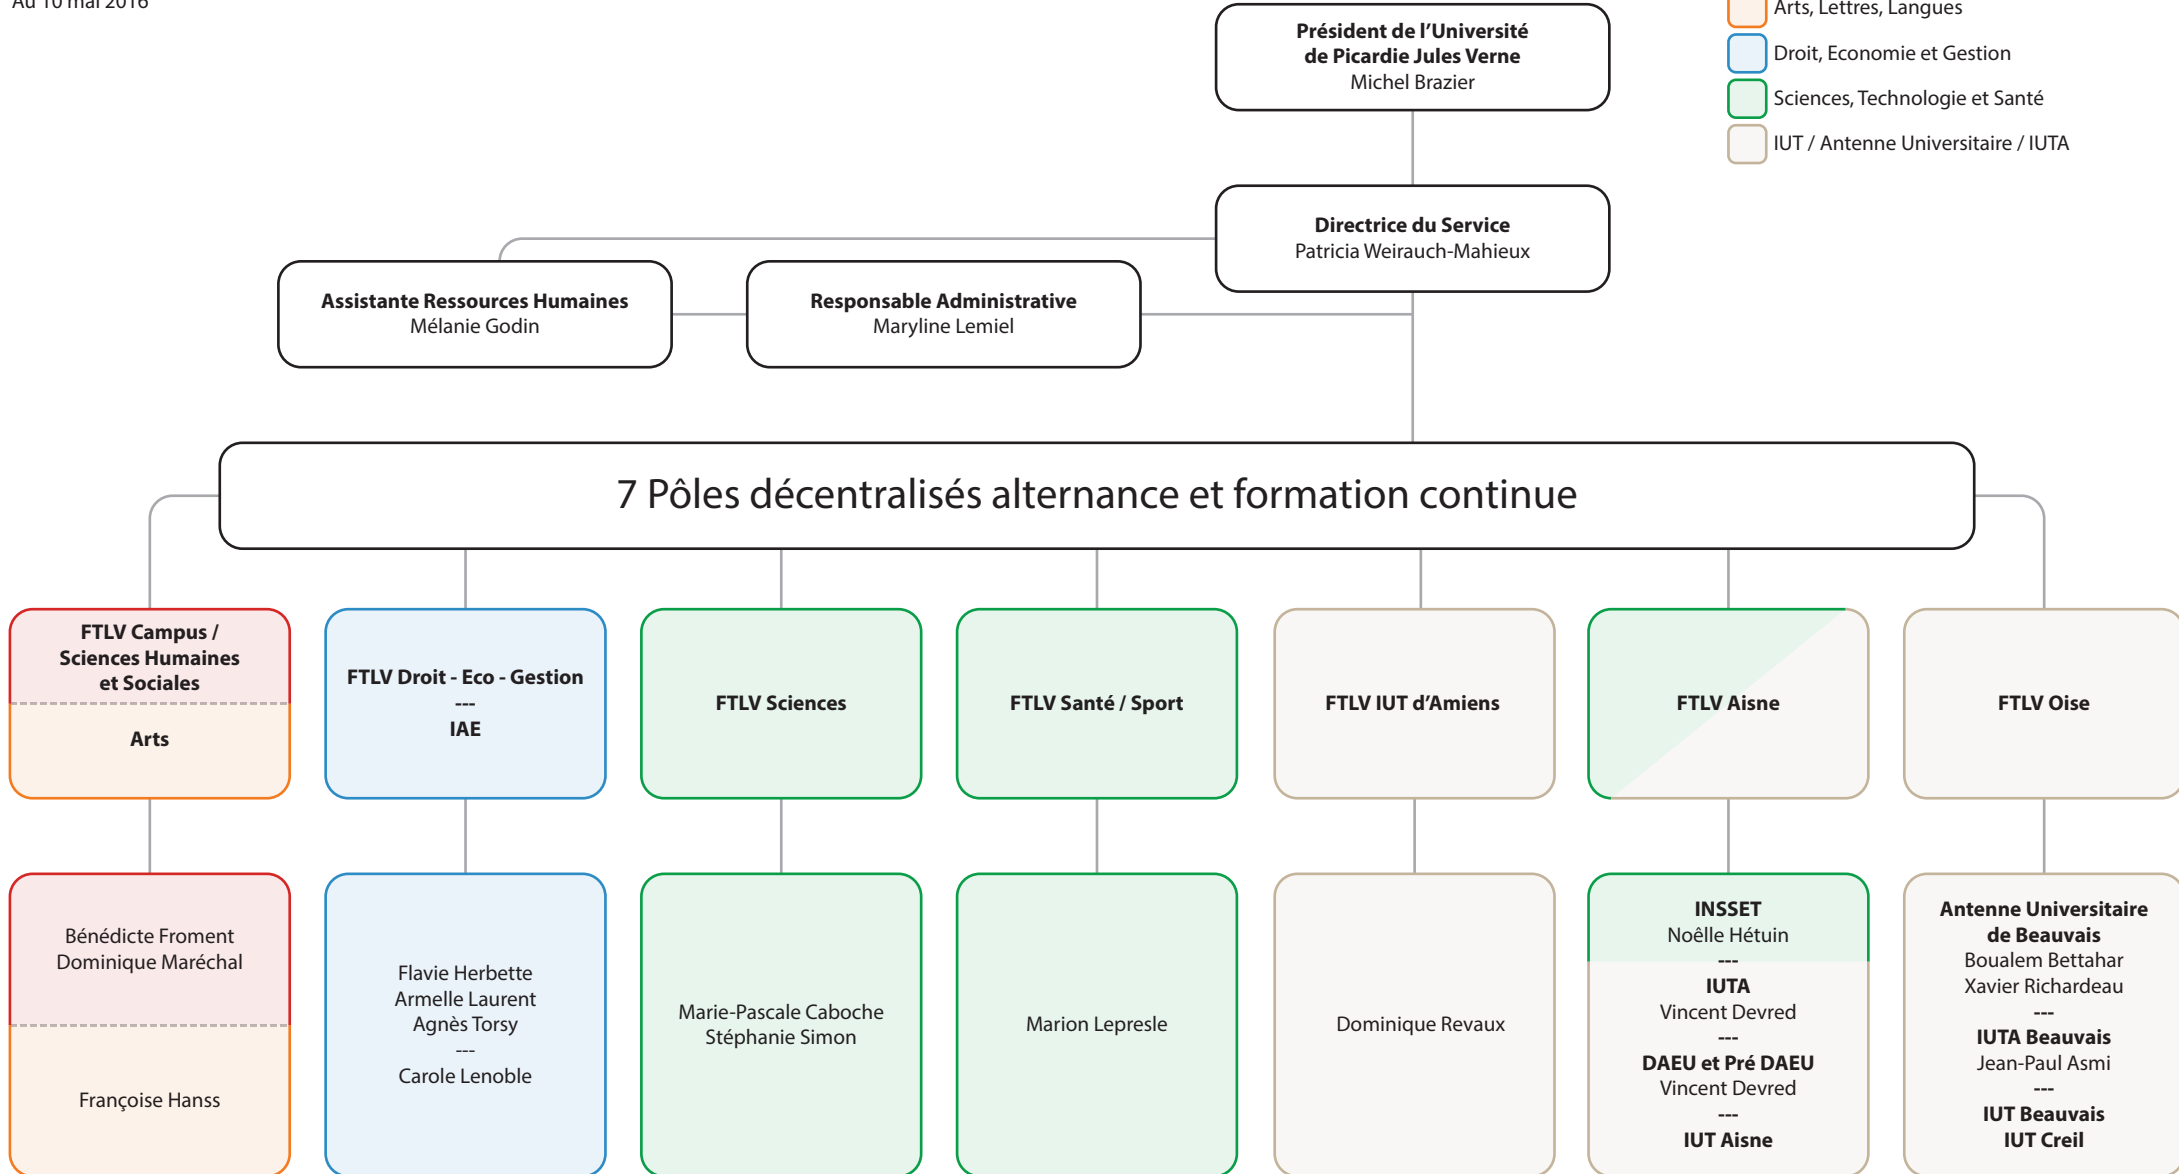 Au 10 mai 2016
Arts, Lettres, Langues
Droit, Economie et Gestion
Sciences, Technologie et Santé
IUT / Antenne Universitaire / IUTA
Président de l'Université
de Picardie Jules Verne
Michel Brazier
Directrice du Service
Patricia Weirauch-Mahieux
Assistante Ressources Humaines
Mélanie Godin
Responsable Administrative
Maryline Lemiel
7 Pôles décentralisés alternance et formation continue
FTLV Campus /
Sciences Humaines
et Sociales
Arts
FTLV Droit - Eco - Gestion
---
IAE
FTLV Sciences
FTLV Santé / Sport
FTLV IUT d'Amiens
FTLV Aisne
FTLV Oise
Bénédicte Froment
Dominique Maréchal
Françoise Hanss
Flavie Herbette
Armelle Laurent
Agnès Torsy
---
Carole Lenoble
Marie-Pascale Caboche
Stéphanie Simon
Marion Lepresle
Dominique Revaux
INSSET
Noêlle Hétuin
---
IUTA
Vincent Devred
---
DAEU et Pré DAEU
Vincent Devred
---
IUT Aisne
Antenne Universitaire
de Beauvais
Boualem Bettahar
Xavier Richardeau
---
IUTA Beauvais
Jean-Paul Asmi
---
IUT Beauvais
IUT Creil